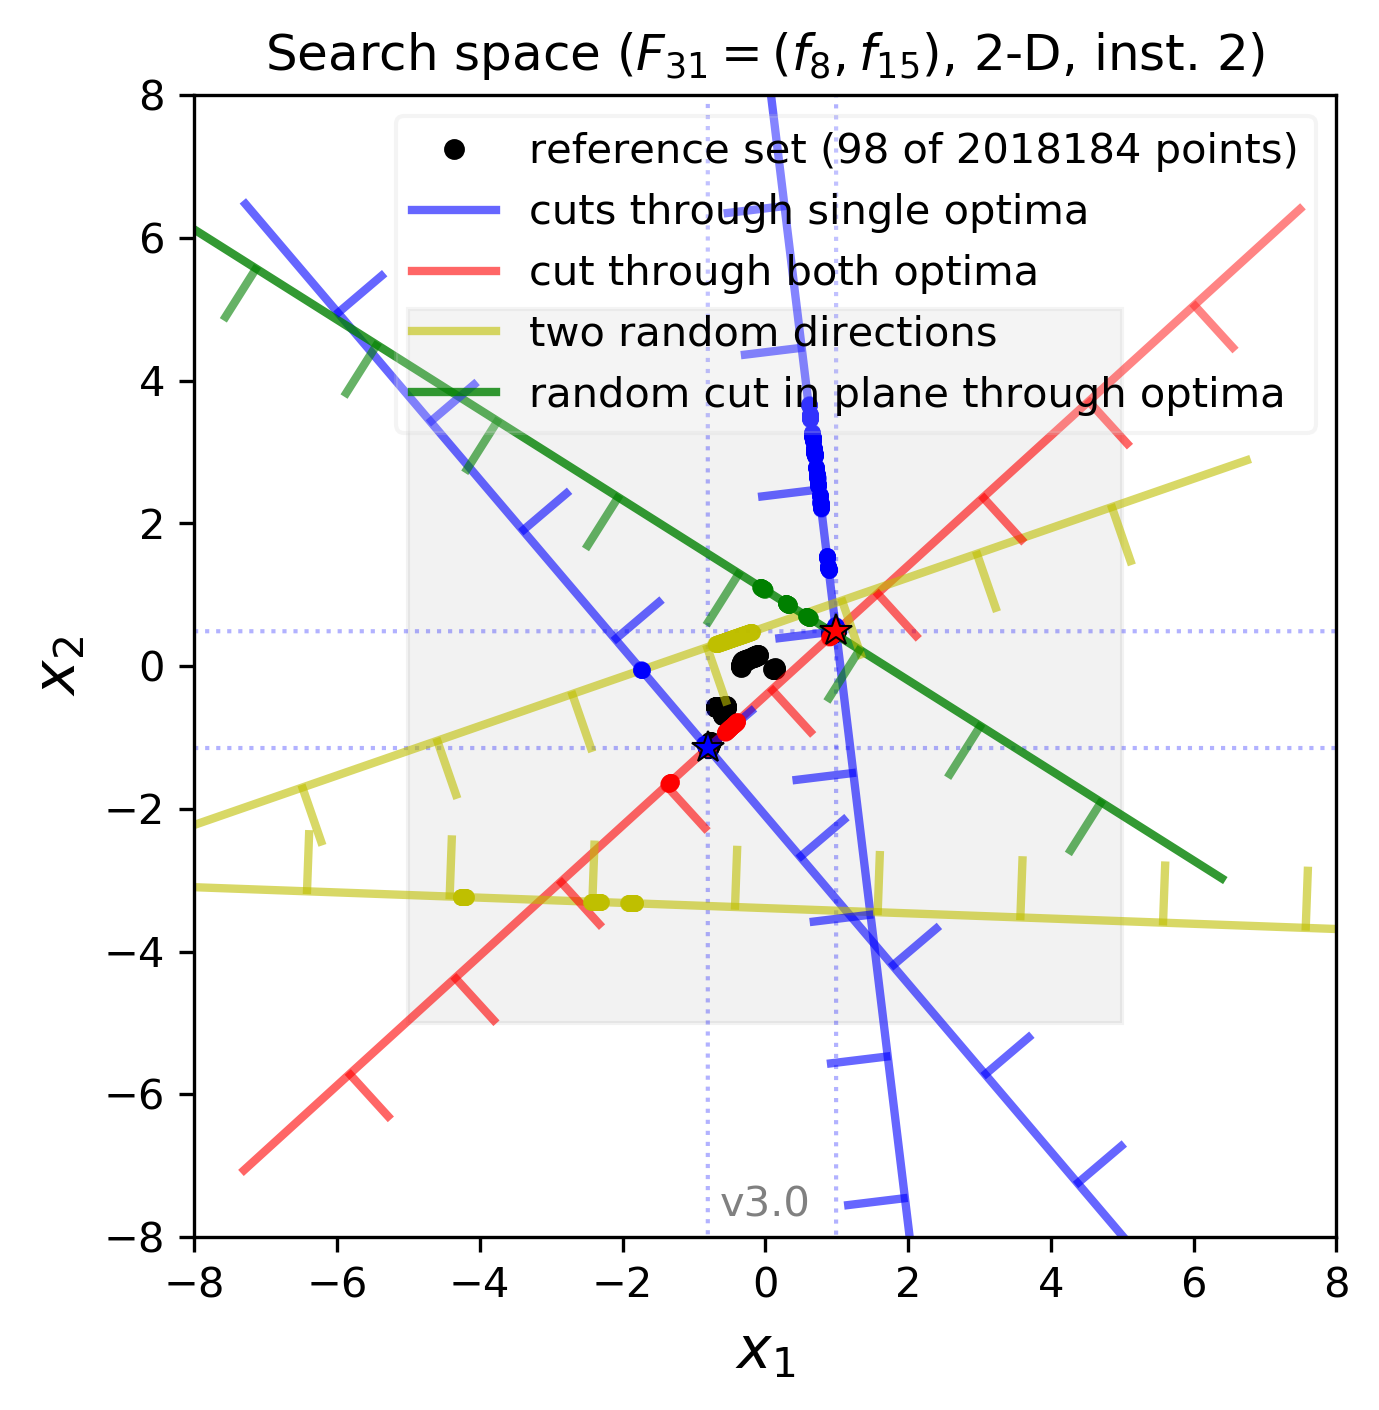 Search space (F31 = (f8, f15), 2-D, inst. 2)
reference set (98 of 2018184 points)
cuts through single optima
cut through both optima
two random directions
random cut in plane through optima
8
6
4
2
0
−2
−4
−6
−8
x2
v3.0
−8 −6 −4 −2 0 2 4 6 8
x1